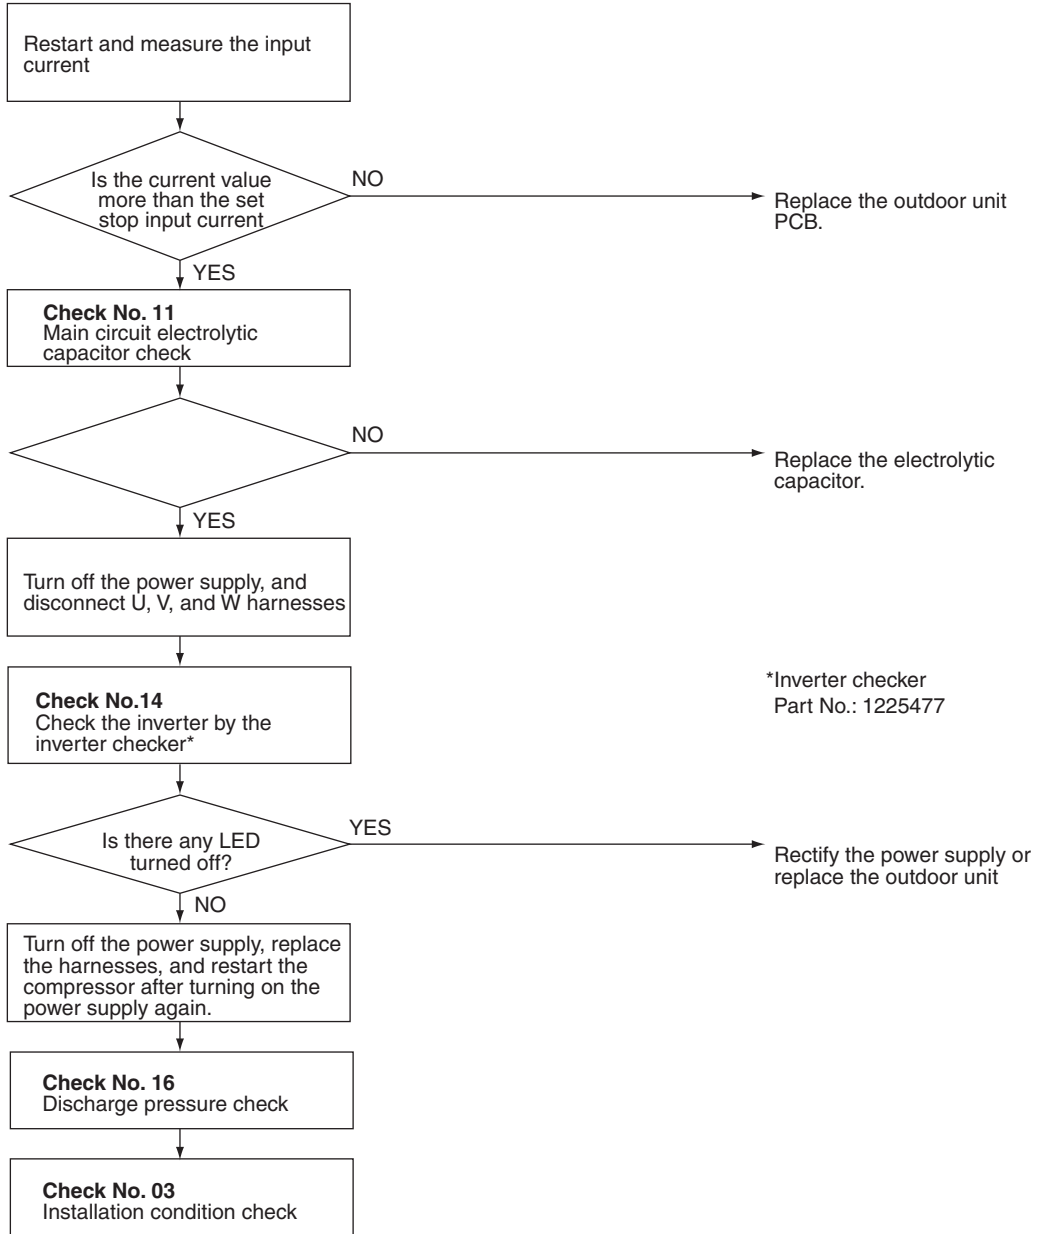 Restart and measure the input
current
Is the current value
more than the set
stop input current
NO
Replace the outdoor unit
PCB.
YES
Check No. 11
Main circuit electrolytic
capacitor check
NO
Replace the electrolytic
capacitor.
YES
Turn off the power supply, and
disconnect U, V, and W harnesses
Check No.14
Check the inverter by the
inverter checker*
*Inverter checker
Part No.: 1225477
Is there any LED
turned off?
YES
Rectify the power supply or
replace the outdoor unit
NO
Turn off the power supply, replace
the harnesses, and restart the
compressor after turning on the
power supply again.
Check No. 16
Discharge pressure check
Check No. 03
Installation condition check